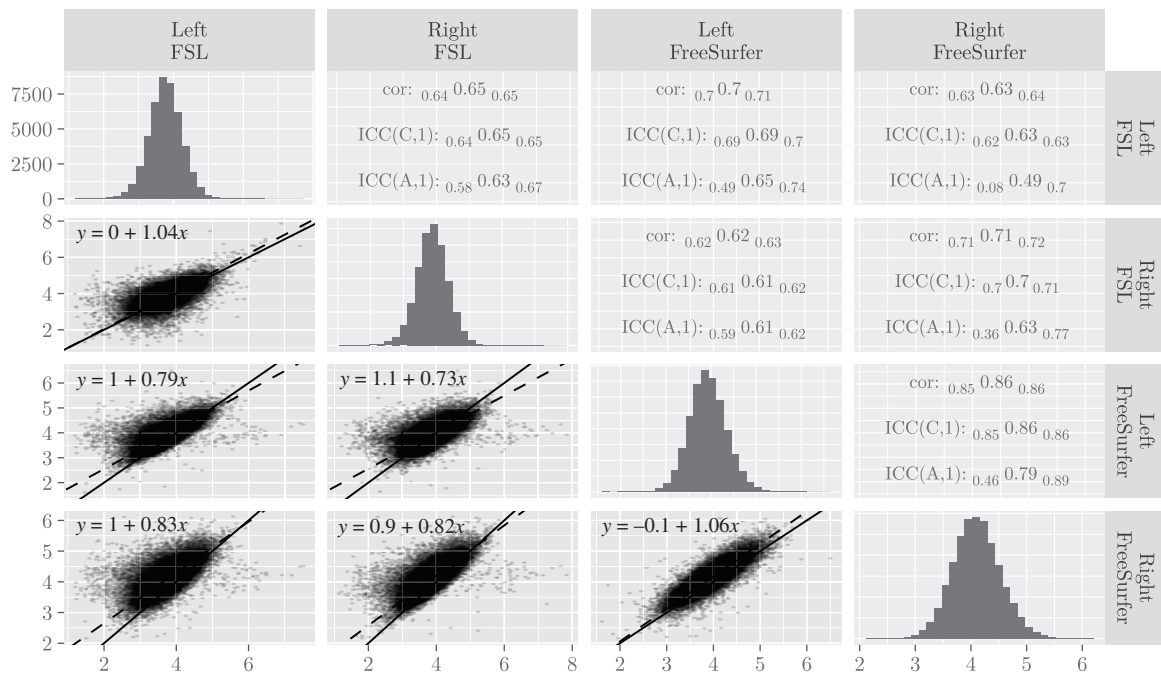 Left
FSL
Right
FSL
Left
FreeSurfer
Right
FreeSurfer
7500
5000
2500
0
cor: 0.64 0.65 0.65
ICC(C,1): 0.64 0.65 0.65
ICC(A,1): 0.58 0.63 0.67
cor: 0.7 0.7 0.71
ICC(C,1): 0.69 0.69 0.7
ICC(A,1): 0.49 0.65 0.74
cor: 0.63 0.63 0.64
ICC(C,1): 0.62 0.63 0.63
ICC(A,1): 0.08 0.49 0.7
Left
FSL
8
6
4
2
y = 0 + 1.04x
cor: 0.62 0.62 0.63
ICC(C,1): 0.61 0.61 0.62
ICC(A,1): 0.59 0.61 0.62
cor: 0.71 0.71 0.72
ICC(C,1): 0.7 0.7 0.71
ICC(A,1): 0.36 0.63 0.77
Right
FSL
6
5
4
3
2
y = 1 + 0.79x
y = 1.1 + 0.73x
cor: 0.85 0.86 0.86
ICC(C,1): 0.85 0.86 0.86
ICC(A,1): 0.46 0.79 0.89
Left
FreeSurfer
6
5
4
3
2
y = 1 + 0.83x
y = 0.9 + 0.82x
y = –0.1 + 1.06x
Right
FreeSurfer
2 4 6
2 4 6 8
2 3 4 5 6
2 3 4 5 6